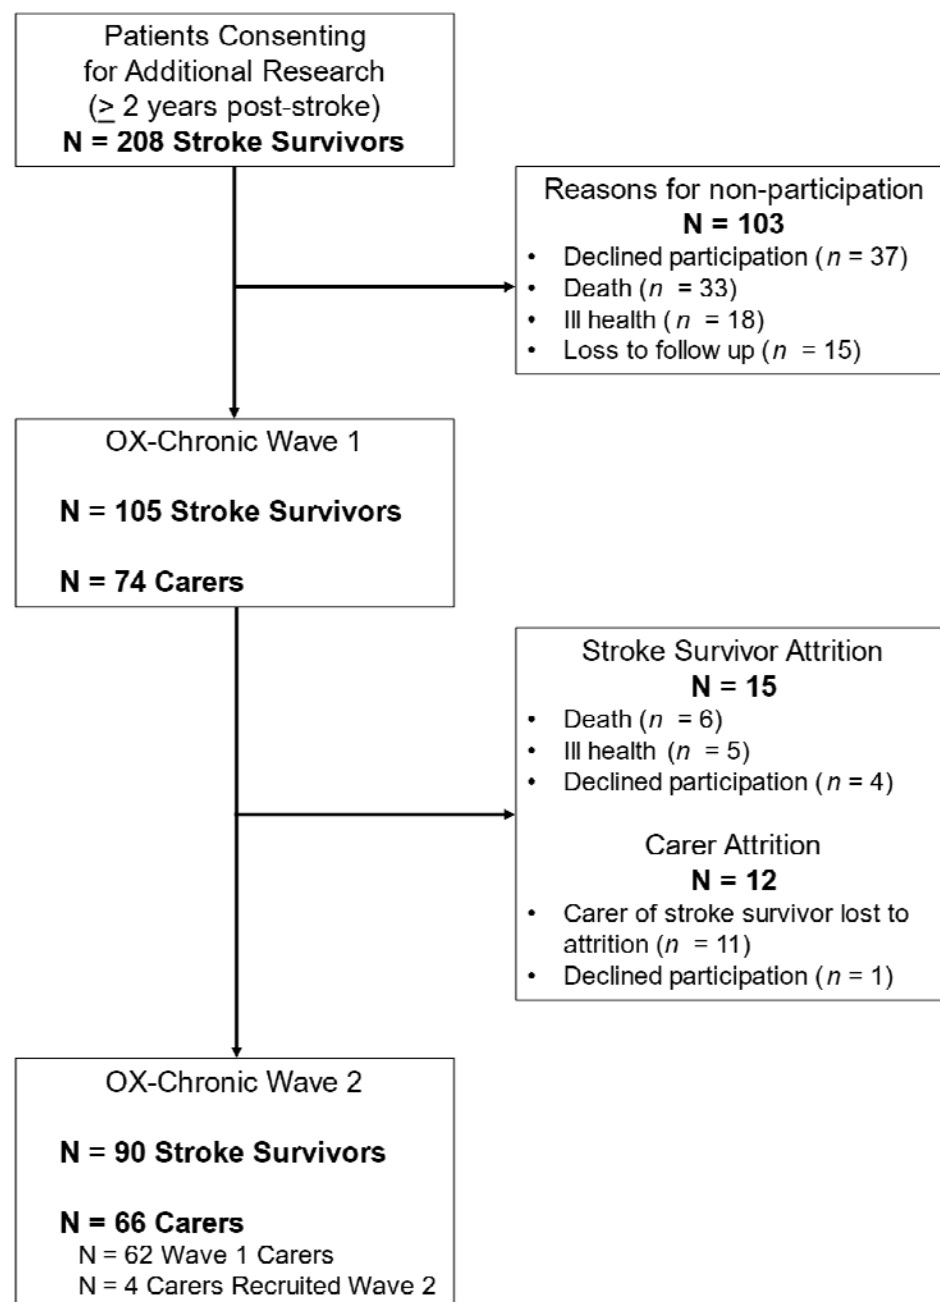 Patients Consenting
for Additional Research
(≥ 2 years post-stroke)
N = 208 Stroke Survivors
Reasons for non-participation
N = 103
• Declined participation (n = 37)
• Death (n = 33)
• Ill health (n = 18)
• Loss to follow up (n = 15)
OX-Chronic Wave 1
N = 105 Stroke Survivors
N = 74 Carers
Stroke Survivor Attrition
N = 15
• Death (n = 6)
• Ill health (n = 5)
• Declined participation (n = 4)
Carer Attrition
N = 12
• Carer of stroke survivor lost to
attrition (n = 11)
• Declined participation (n = 1)
OX-Chronic Wave 2
N = 90 Stroke Survivors
N = 66 Carers
N = 62 Wave 1 Carers
N = 4 Carers Recruited Wave 2